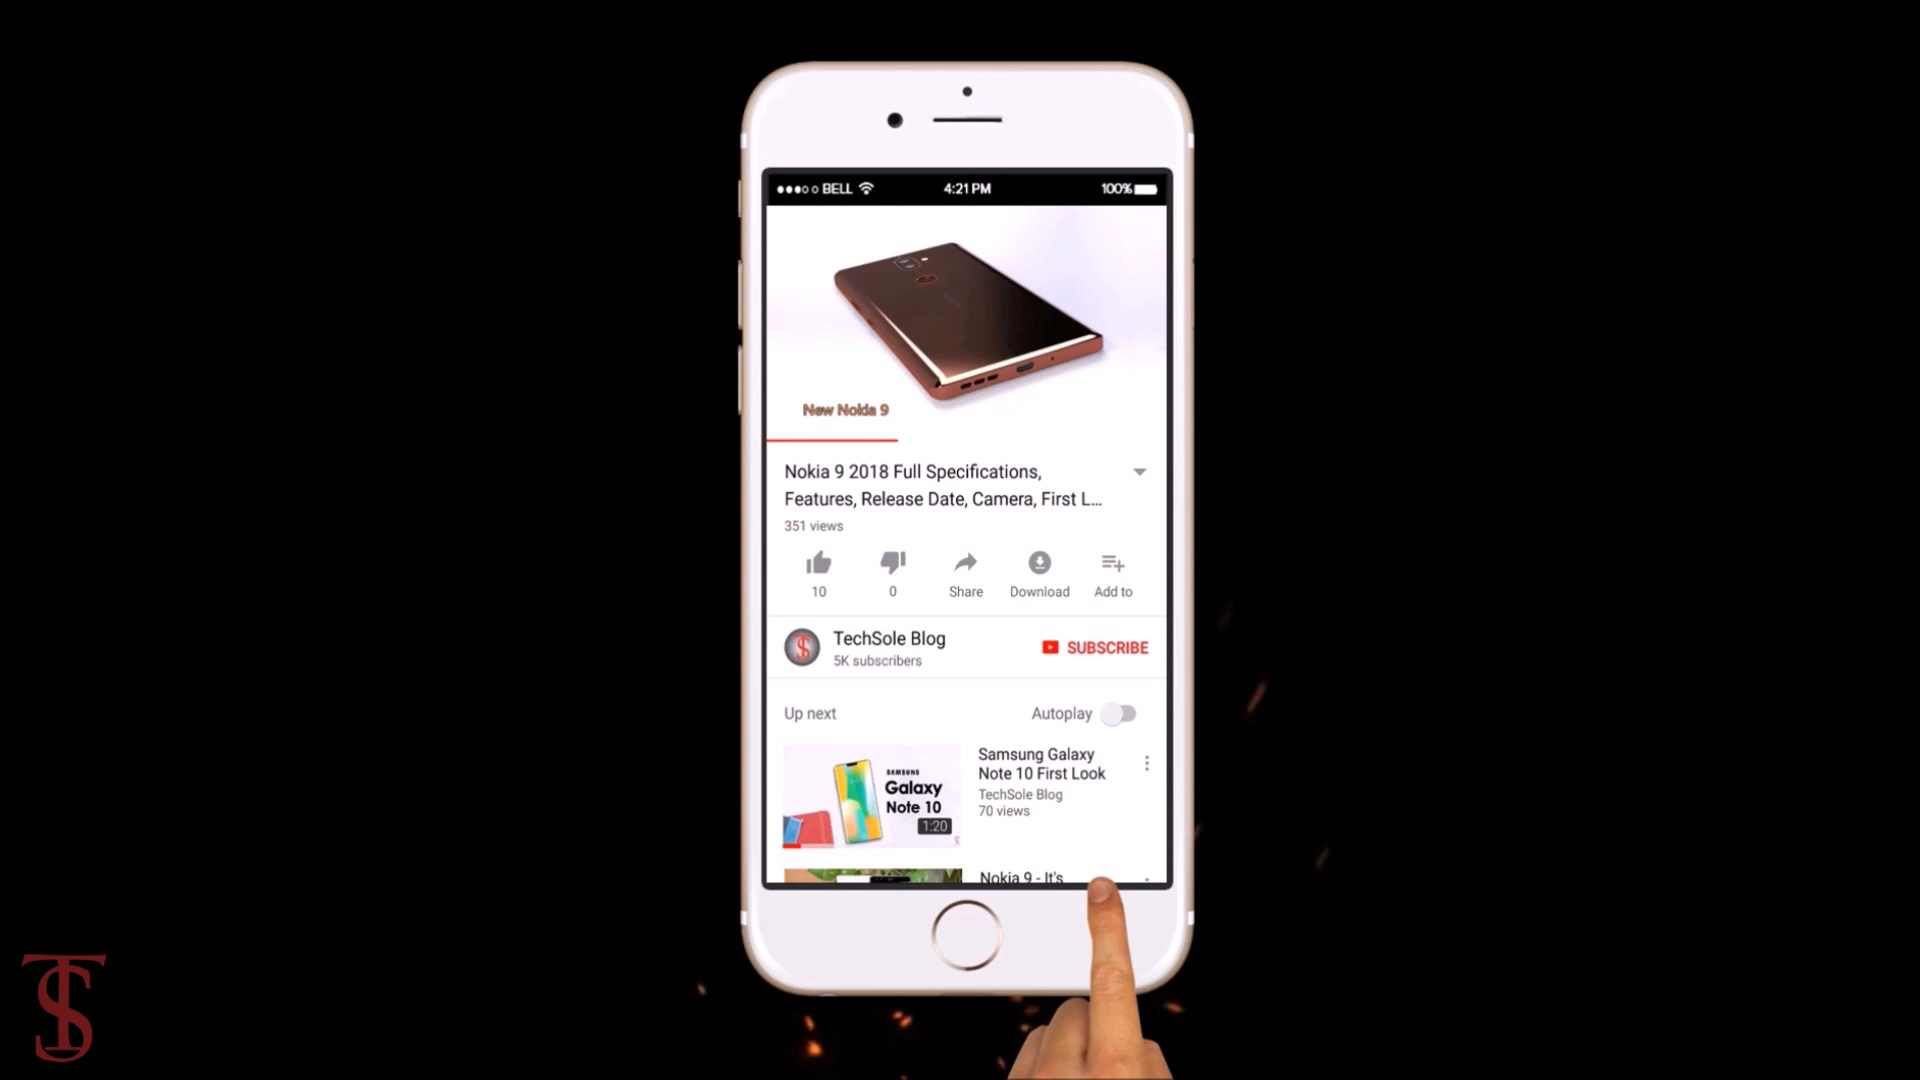 BELL
4:21 PM
100%
New Nokia 9
Nokia 9 2018 Full Specifications,
Features, Release Date, Camera, First L...
351 views
10
0
Share
Download
Add to
TechSole Blog
5K subscribers
SUBSCRIBE
Up next
Autoplay
SAMSUNG
Galaxy
Note 10
1:20
Samsung Galaxy
Note 10 First Look
TechSole Blog
70 views
Nokia 9 - It's